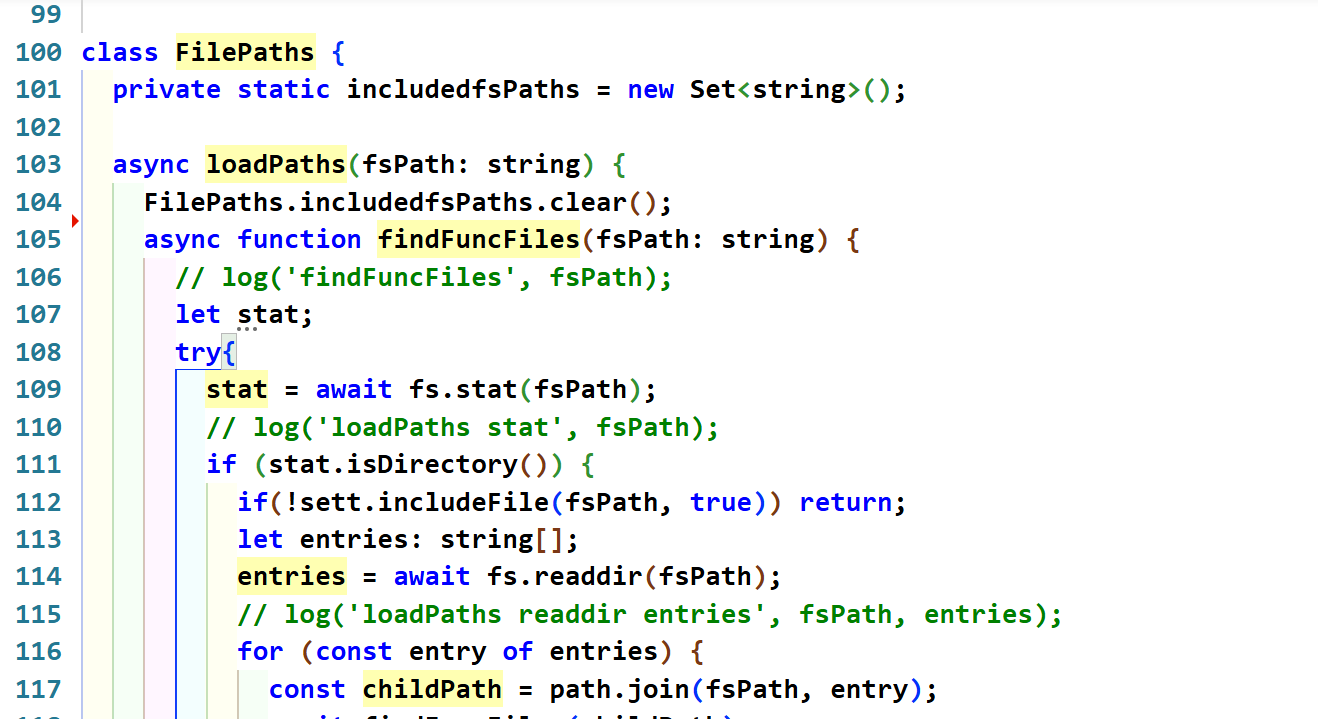 99
100 class FilePaths {
101 private static includedfsPaths = new Set<string>();
102
103 async loadPaths(fsPath: string) {
104 FilePaths.includedfsPaths.clear();
105 async function findFuncFiles(fsPath: string) {
106 // log('findFuncFiles', fsPath);
107 let stat;
108 try{
109 stat = await fs.stat(fsPath);
110 // log('loadPaths stat', fsPath);
111 if (stat.isDirectory()) {
112 if(!sett.includeFile(fsPath, true)) return;
113 let entries: string[];
114 entries = await fs.readdir(fsPath);
115 // log('loadPaths readdir entries', fsPath, entries);
116 for (const entry of entries) {
117 const childPath = path.join(fsPath, entry);